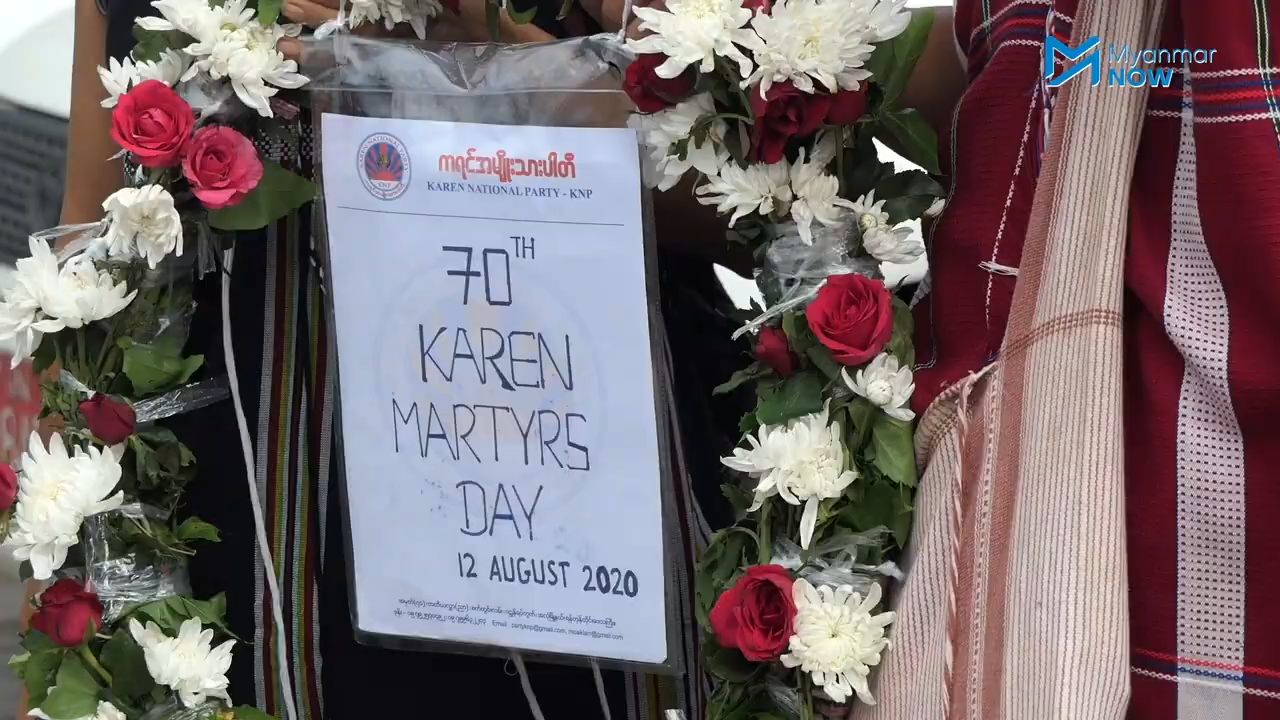 Myanmar
NOW
ကရင်အမျိုးသားပါတီ
KAREN NATIONAL PARTY - KNP
KNP
70TH
KAREN
MARTYRS
DAY
12 AUGUST 2020